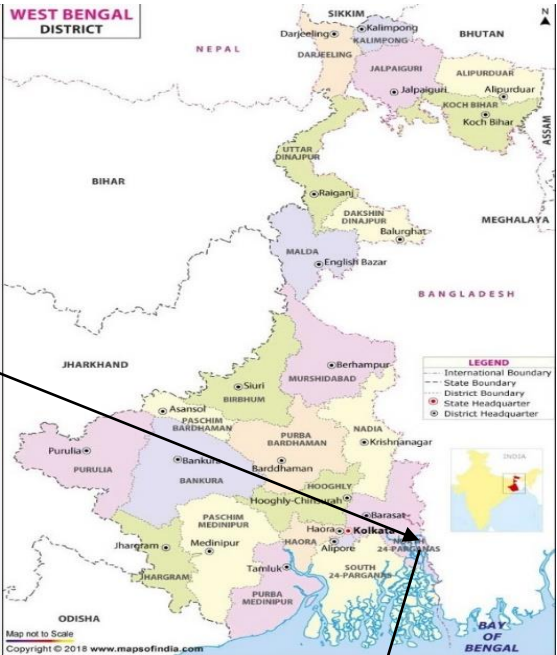 WEST BENGAL
DISTRICT
SIKKIM
N
Darjeeling
Kalimpong
KALIMPONG
BHUTAN
NEPAL
DARJEELING
JALPAIGURI
ALIPURDUAR
Jalpaiguri
Alipurduar
KOCH BIHAR
Koch Bihar
ASSAM
UTTAR
DINAJPUR
BIHAR
Raiganj
DAKSHIN
DINAJPUR
MEGHALAYA
Balurghat
MALDA
English Bazar
BANGLADESH
JHARKHAND
Berhampur
MURSHIDABAD
LEGEND
International Boundary
State Boundary
District Boundary
State Headquarter
District Headquarter
Siuri
BIRBHUM
Asansol
PASCHIM
BARDHAMAN
PURBA
BARDHAMAN
NADIA
Krishnanagar
INDIA
Purulia
PURULIA
Bankura
BANKURA
Barddhaman
HOOGHLY
Hooghly-Chinsurah
PASCHIM
MEDINIPUR
Barasat
Haora
Kolkata
NORTH
24-PARGANAS
HAORA
Alipore
Jhargram
Medinipur
JHARGRAM
Tamluk
SOUTH
24-PARGANAS
PURBA
MEDINIPUR
ODISHA
BAY
OF
BENGAL
Map not to Scale
Copyright © 2018 www.mapsofindia.com